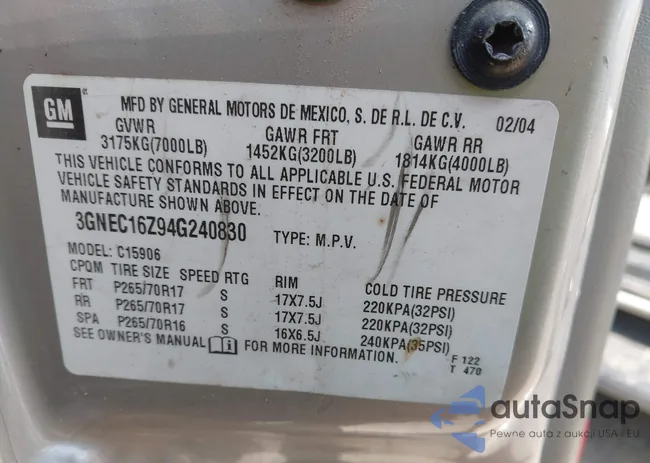 GM
MFD BY GENERAL MOTORS DE MEXICO, S. DE R.L. DE C.V. 02/04
GVWR GAWR FRT GAWR RR
3175KG(7000LB) 1452KG(3200LB) 1814KG(4000LB)
THIS VEHICLE CONFORMS TO ALL APPLICABLE U.S. FEDERAL MOTOR
VEHICLE SAFETY STANDARDS IN EFFECT ON THE DATE OF
MANUFACTURE SHOWN ABOVE.
3GNEC16Z94G240830 TYPE: M.P.V.
MODEL: C15906
CPQM TIRE SIZE SPEED RTG RIM COLD TIRE PRESSURE
FRT P265/70R17 S 17X7.5J 220KPA(32PSI)
RR P265/70R17 S 17X7.5J 220KPA(32PSI)
SPA P265/70R16 S 16X6.5J 240KPA(35PSI)
SEE OWNER'S MANUAL FOR MORE INFORMATION.
F 122
T 470
autaSnap
Pewne auta z aukcji USA - EU